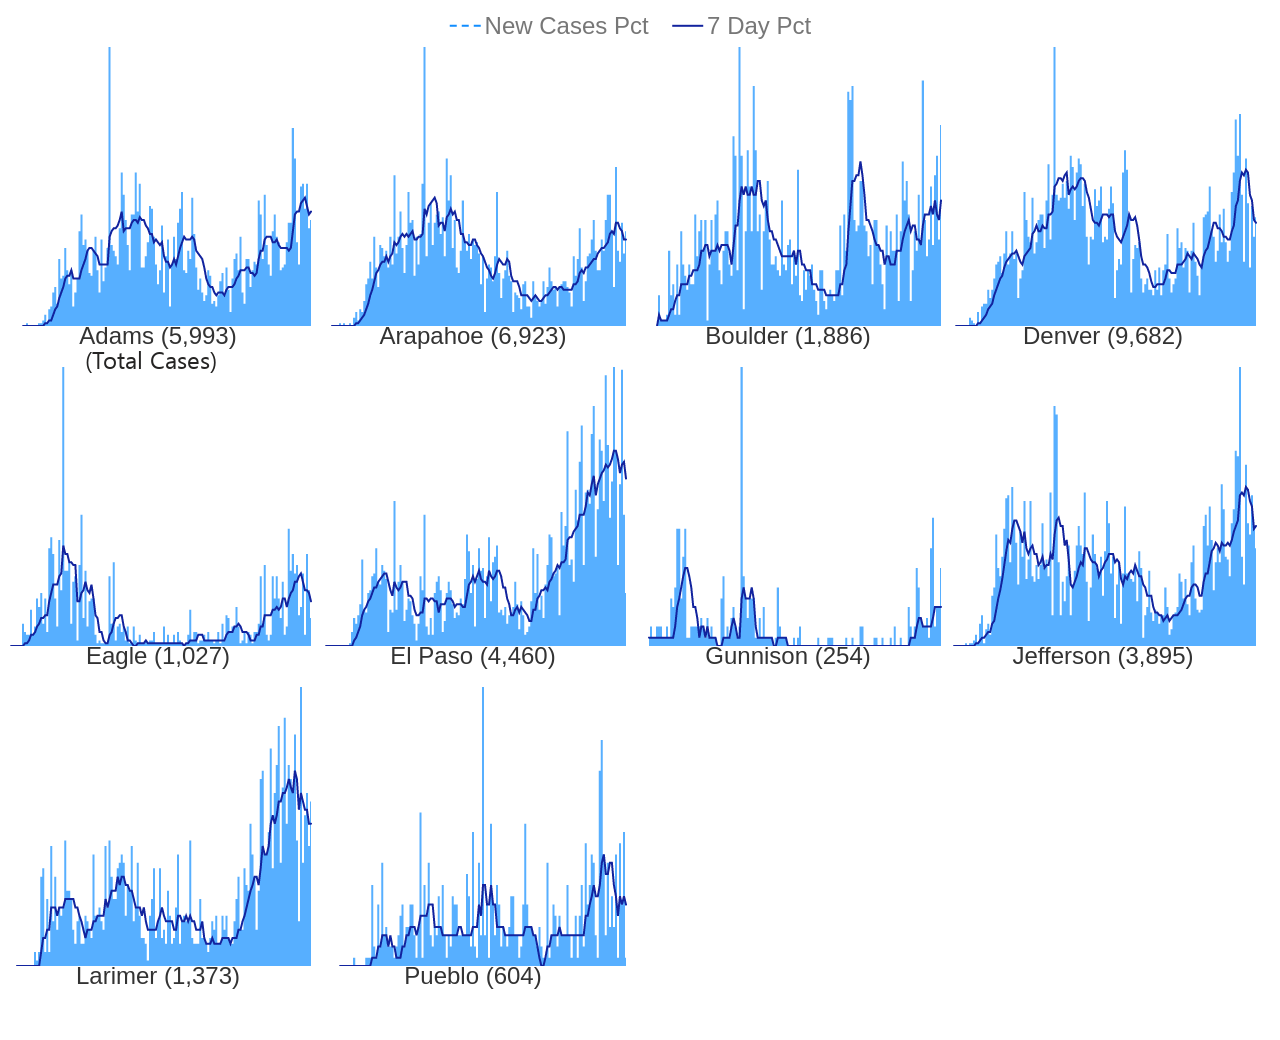 New Cases Pct 7 Day Pct
Adams (5,993) Arapahoe (6,923) Boulder (1,886) Denver (9,682)
(Total Cases)
Eagle (1,027) El Paso (4,460) Gunnison (254) Jefferson (3,895)
Larimer (1,373) Pueblo (604)